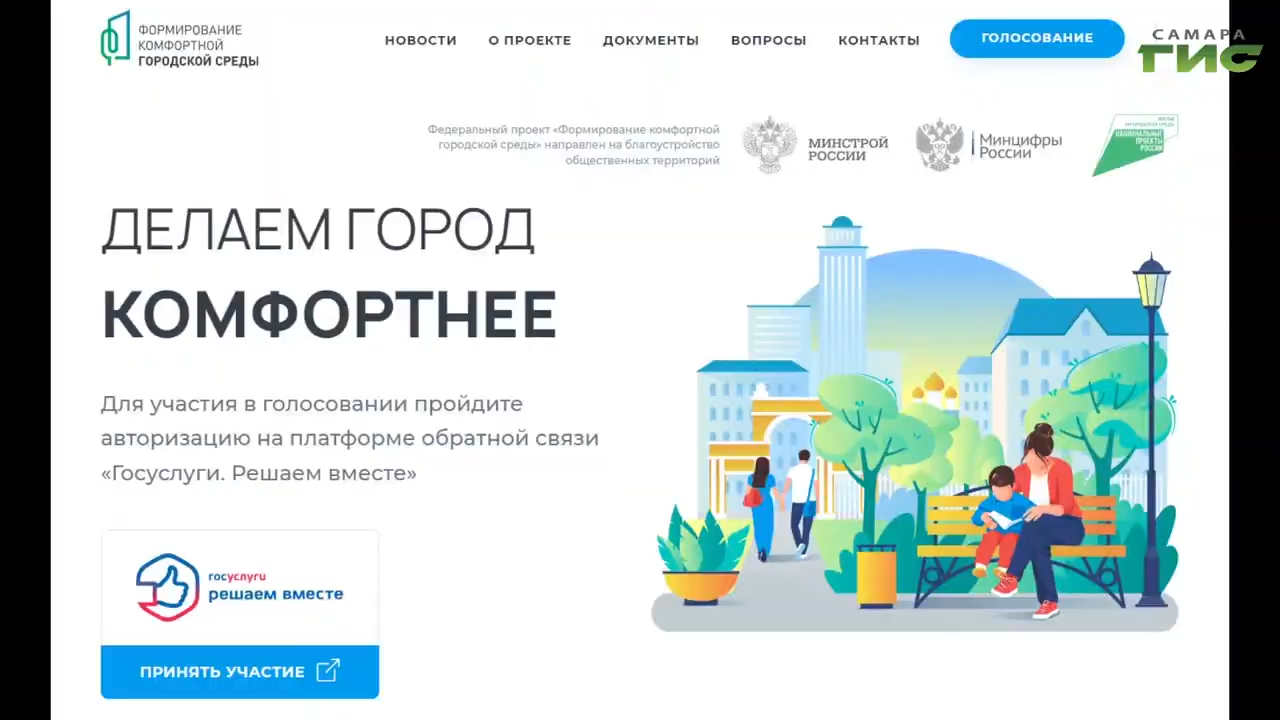 ФОРМИРОВАНИЕ
КОМФОРТНОЙ
ГОРОДСКОЙ СРЕДЫ
НОВОСТИ
О ПРОЕКТЕ
ДОКУМЕНТЫ
ВОПРОСЫ
КОНТАКТЫ
ГОЛОСОВАНИЕ
САМАРА
ГИС
Федеральный проект «Формирование комфортной
городской среды» направлен на благоустройство
общественных территорий
МИНСТРОЙ
РОССИИ
Минцифры
России
НАЦИОНАЛЬНЫЕ
ПРОЕКТЫ
РОССИИ
ДЕЛАЕМ ГОРОД
КОМФОРТНЕЕ
Для участия в голосовании пройдите
авторизацию на платформе обратной связи
«Госуслуги. Решаем вместе»
госуслуги
решаем вместе
ПРИНЯТЬ УЧАСТИЕ